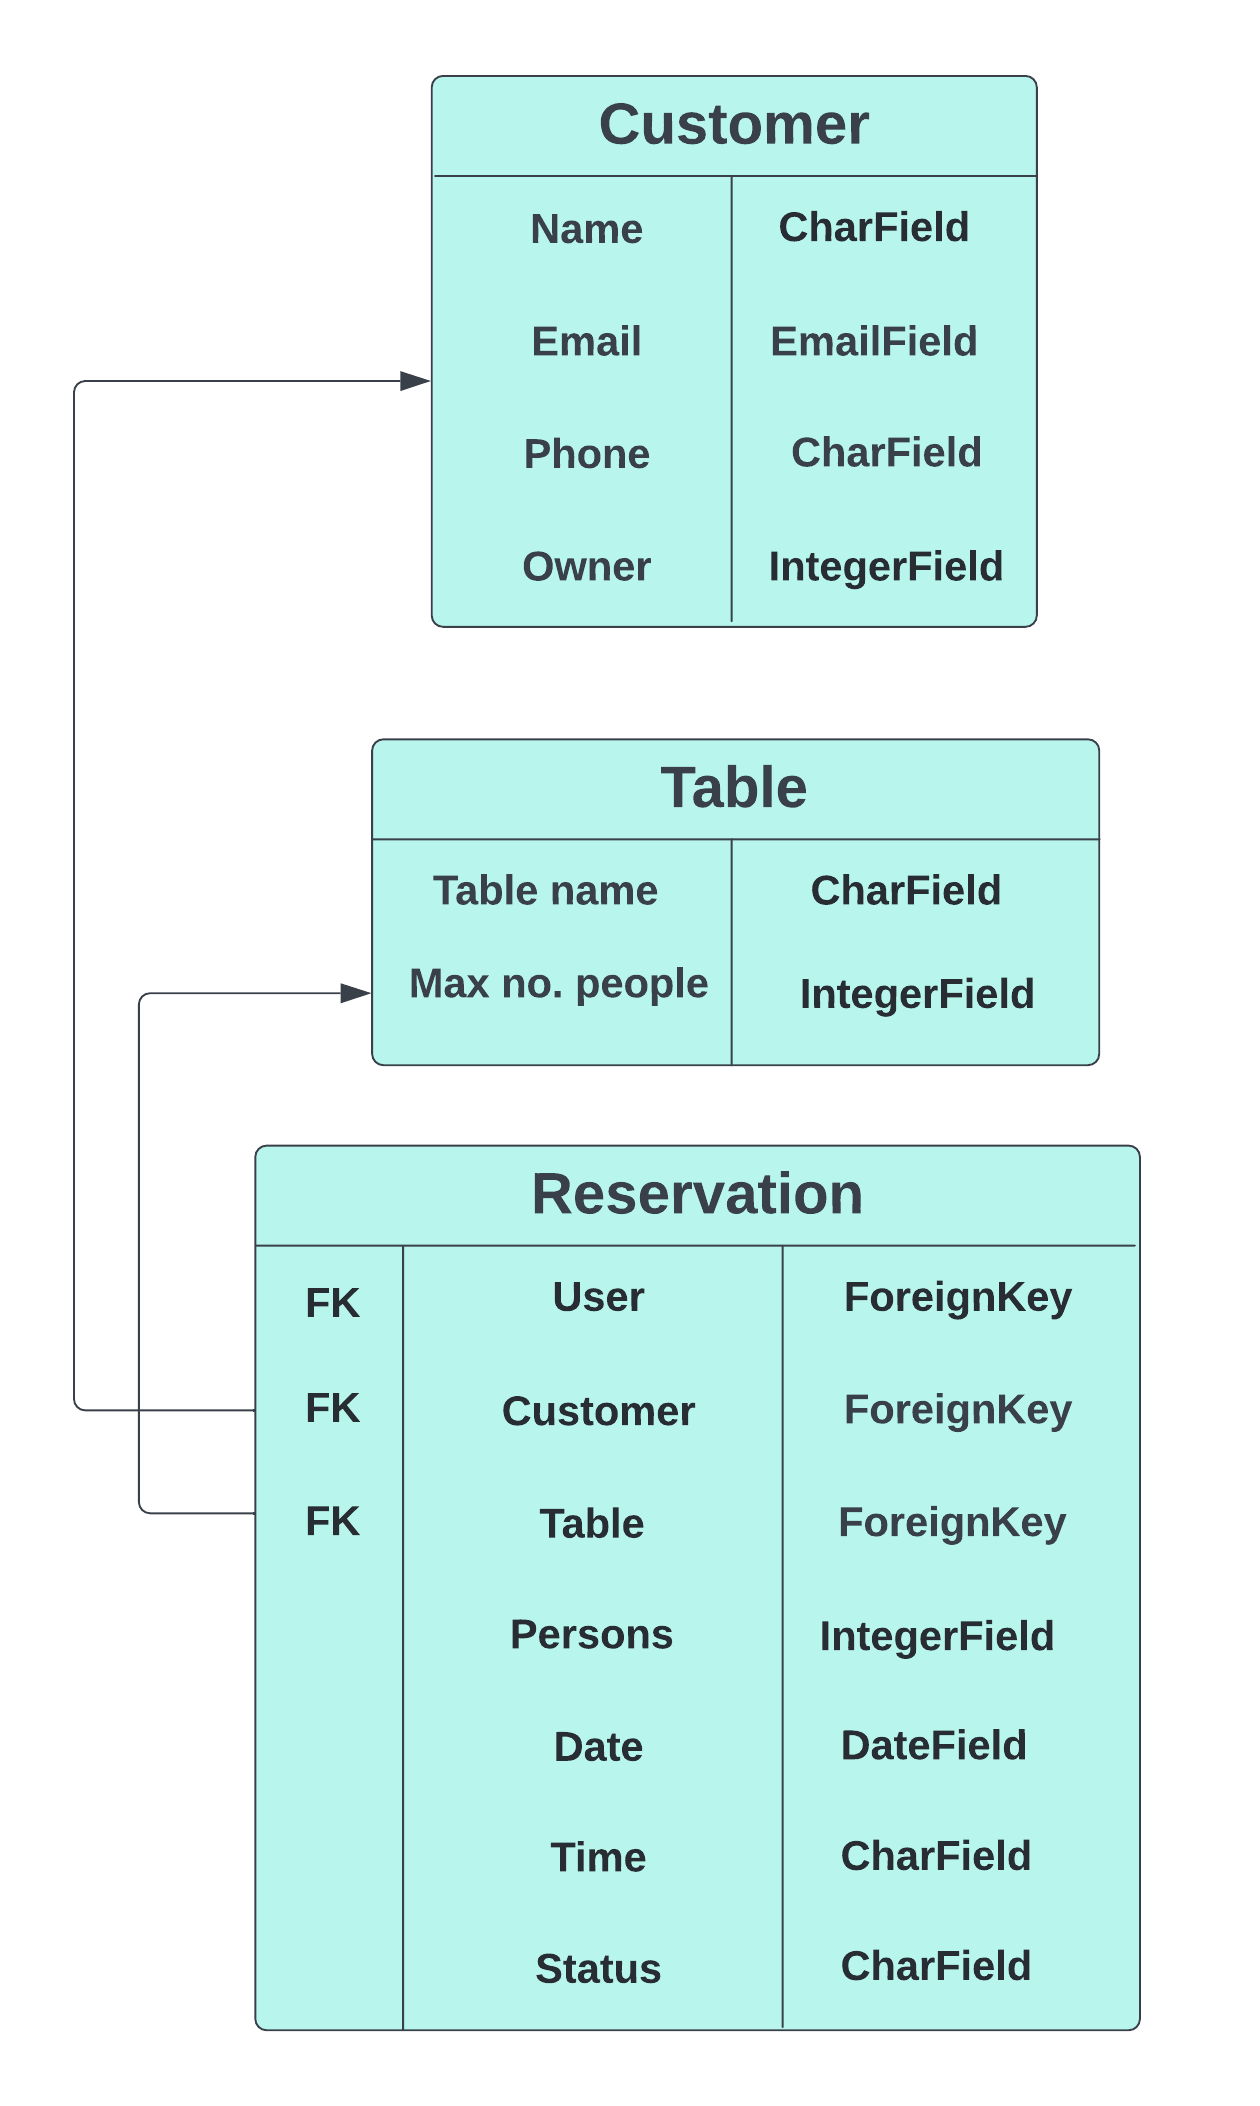 Customer
Name CharField
Email EmailField
Phone CharField
Owner IntegerField
Table
Table name CharField
Max no. people IntegerField
Reservation
FK User ForeignKey
FK Customer ForeignKey
FK Table ForeignKey
Persons IntegerField
Date DateField
Time CharField
Status CharField